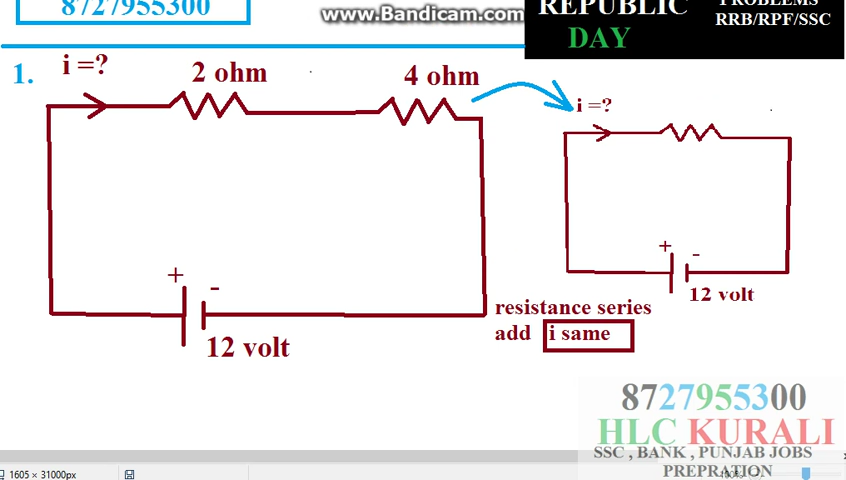 8727955300
www.Bandicam.com
REPUBLIC
DAY
PROBLEMS
RRB/RPF/SSC
1.
i =?
2 ohm
4 ohm
i =?
+
-
12 volt
+
-
12 volt
resistance series
add i same
8727955300
HLC KURALI
SSC , BANK , PUNJAB JOBS
PREPRATION
1605 × 31000px